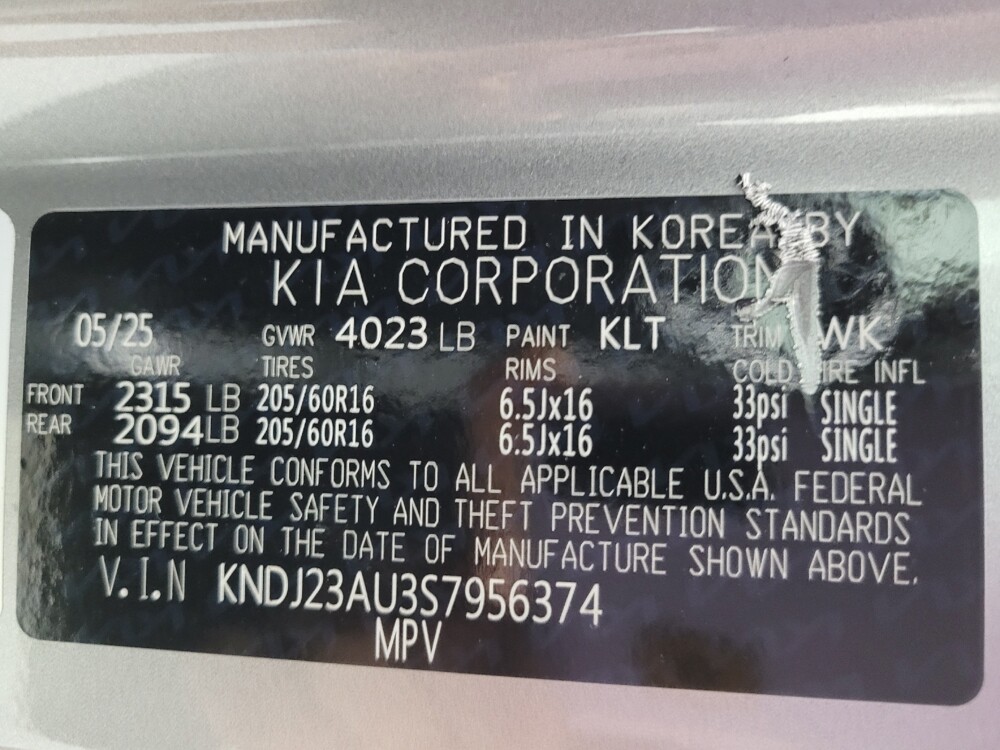 MANUFACTURED IN KOREA BY
KIA CORPORATION
05/25 GVWR 4023 LB PAINT KLT TRIM WK
GAWR TIRES RIMS COLD TIRE INFL
FRONT 2315 LB 205/60R16 6.5Jx16 33psi SINGLE
REAR 2094LB 205/60R16 6.5Jx16 33psi SINGLE
THIS VEHICLE CONFORMS TO ALL APPLICABLE U.S.A. FEDERAL
MOTOR VEHICLE SAFETY AND THEFT PREVENTION STANDARDS
IN EFFECT ON THE DATE OF MANUFACTURE SHOWN ABOVE.
V.I.N KNDJ23AU3S7956374
MPV